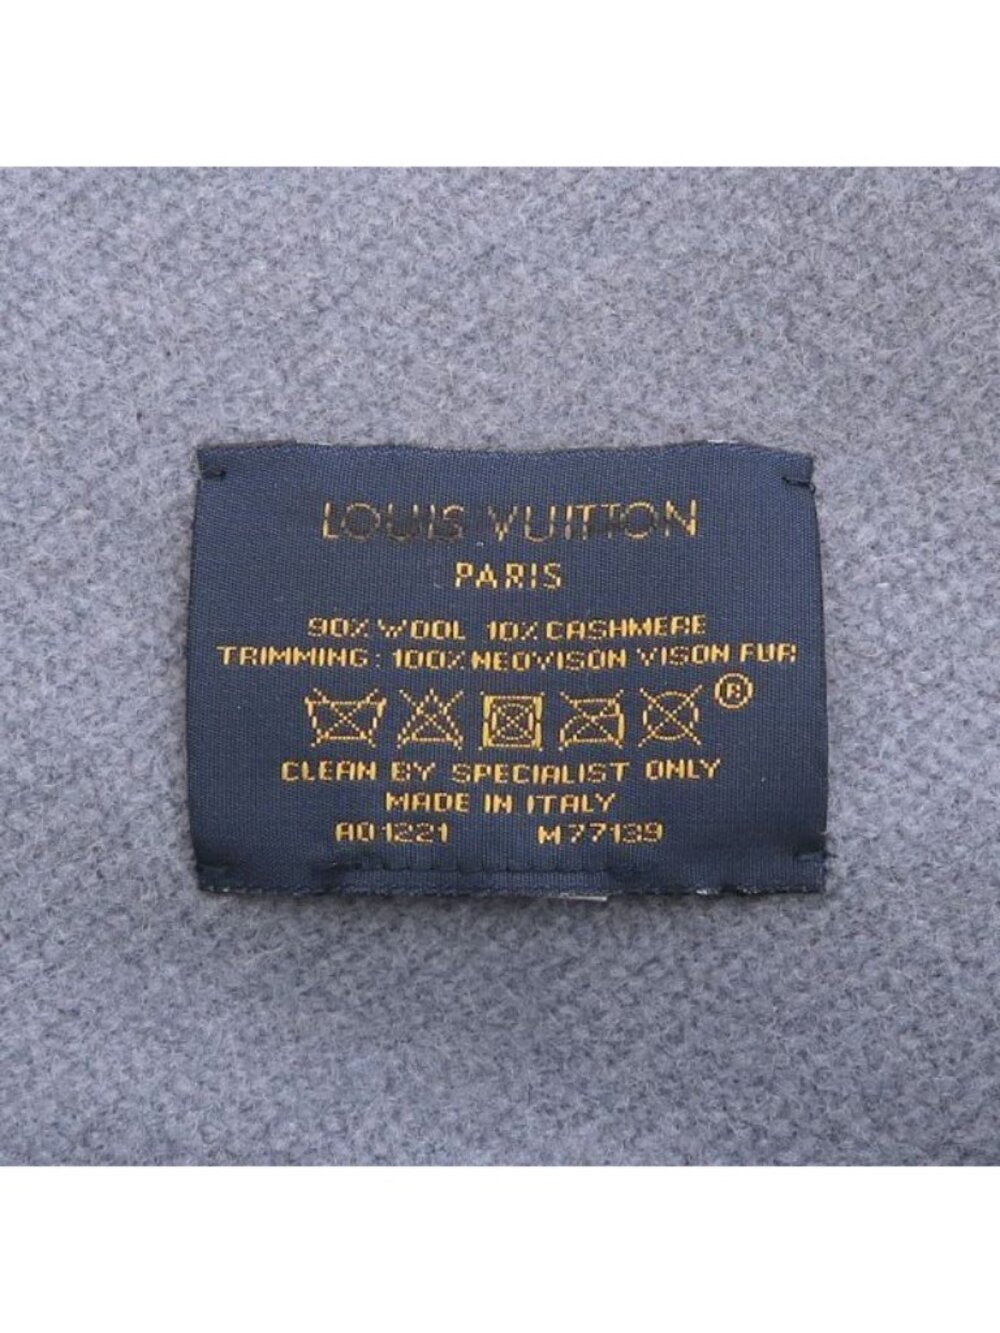 LOUIS VUITTON
PARIS
90% WOOL 10% CASHMERE
TRIMMING: 100% NEOVISON VISON FUR
®
CLEAN BY SPECIALIST ONLY
MADE IN ITALY
AO1221 M77139